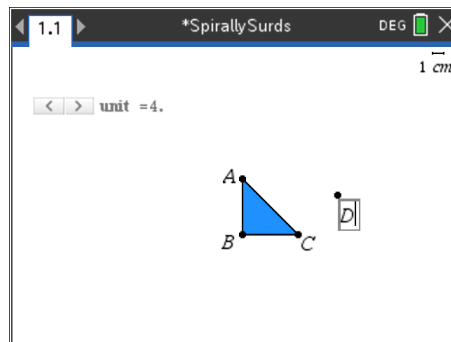 1.1 *SpirallySurds DEG
1 cm
unit =4.
A
D
B C